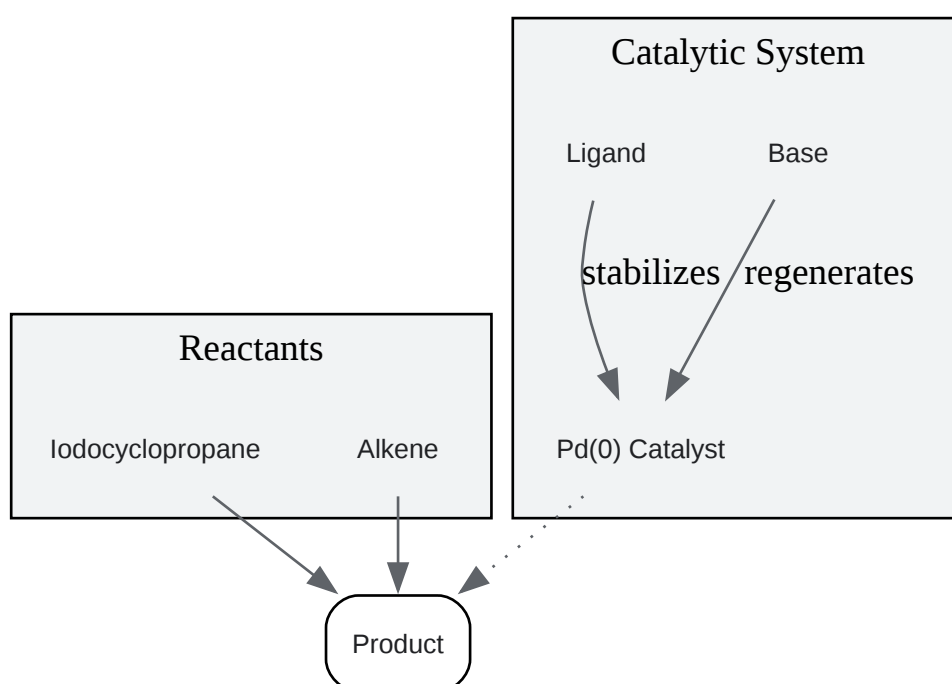 Catalytic System
Ligand
Base
stabilizes
regenerates
Reactants
Iodocyclopropane
Alkene
Pd(0) Catalyst
Product